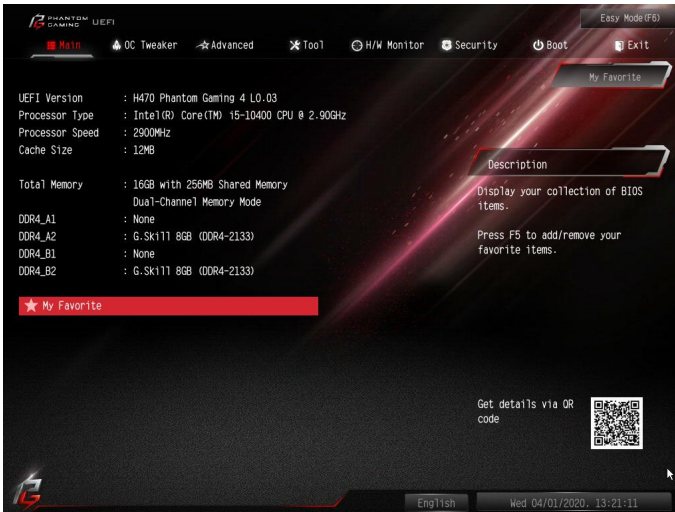 PHANTOM GAMING UEFI
Easy Mode(F6)
Main OC Tweaker Advanced Tool H/W Monitor Security Boot Exit
My Favorite
UEFI Version : H470 Phantom Gaming 4 L0.03
Processor Type : Intel(R) Core(TM) i5-10400 CPU @ 2.90GHz
Processor Speed : 2900MHz
Cache Size : 12MB
Total Memory : 16GB with 256MB Shared Memory
Dual-Channel Memory Mode
DDR4_A1 : None
DDR4_A2 : G.Skill 8GB (DDR4-2133)
DDR4_B1 : None
DDR4_B2 : G.Skill 8GB (DDR4-2133)
My Favorite
Description
Display your collection of BIOS
items.
Press F5 to add/remove your
favorite items.
Get details via QR
code
English
Wed 04/01/2020, 13:21:11